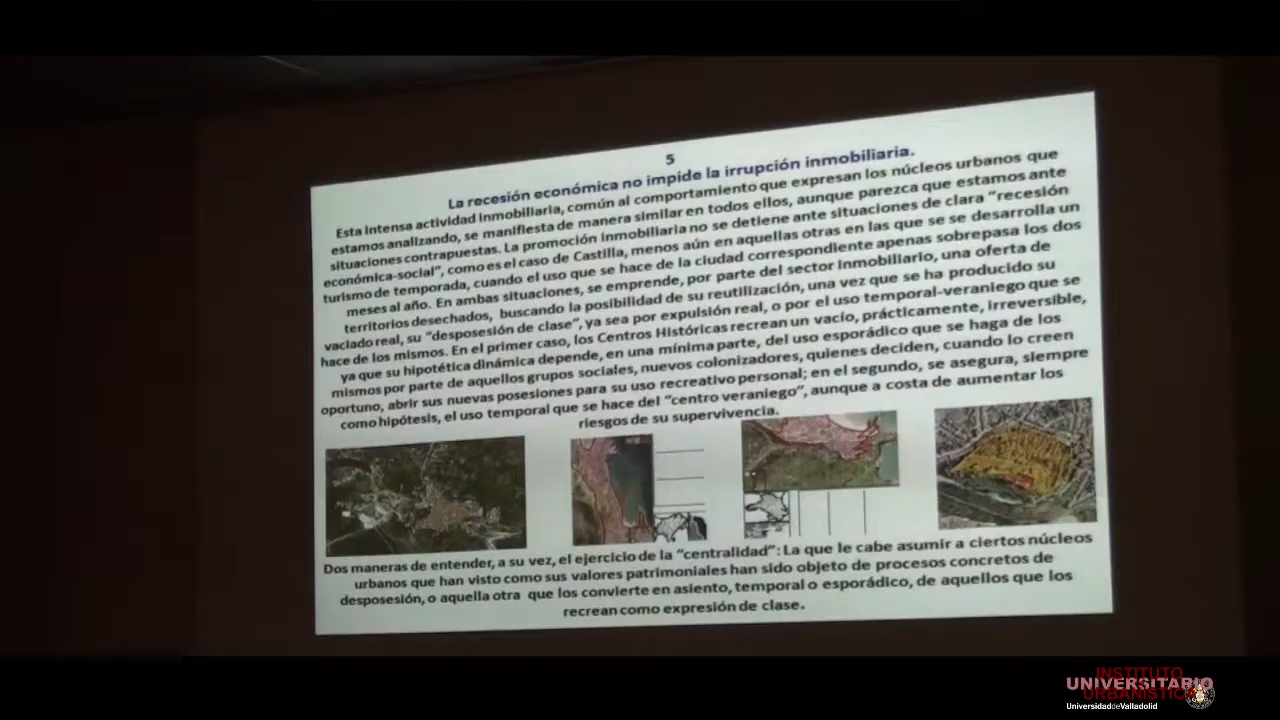 5
La recesión económica no impide la irrupción inmobiliaria.
Esta intensa actividad inmobiliaria, común al comportamiento que expresan los núcleos urbanos que
estamos analizando, se manifiesta de manera similar en todos ellos, aunque parezca que estamos ante
situaciones contrapuestas. La promoción inmobiliaria no se detiene ante situaciones de clara “recesión
económica-social”, como es el caso de Castilla, menos aún en aquellas otras en las que se se desarrolla un
turismo de temporada, cuando el uso que se hace de la ciudad correspondiente apenas sobrepasa los dos
meses al año. En ambas situaciones, se emprende, por parte del sector inmobiliario, una oferta de
territorios desechados, buscando la posibilidad de su reutilización, una vez que se ha producido su
vaciado real, su “desposesión de clase”, ya sea por expulsión real, o por el uso temporal-veraniego que se
hace de los mismos. En el primer caso, los Centros Históricas recrean un vacío, prácticamente, irreversible,
ya que su hipotética dinámica depende, en una mínima parte, del uso esporádico que se haga de los
mismos por parte de aquellos grupos sociales, nuevos colonizadores, quienes deciden, cuando lo creen
oportuno, abrir sus nuevas posesiones para su uso recreativo personal; en el segundo, se asegura, siempre
como hipótesis, el uso temporal que se hace del “centro veraniego”, aunque a costa de aumentar los
riesgos de su supervivencia.
Dos maneras de entender, a su vez, el ejercicio de la “centralidad”: La que le cabe asumir a ciertos núcleos
urbanos que han visto como sus valores patrimoniales han sido objeto de procesos concretos de
desposesión, o aquella otra que los convierte en asiento, temporal o esporádico, de aquellos que los
recrean como expresión de clase.
INSTITUTO
UNIVERSITARIO
URBANÍSTICA
UniversidaddeValladolid